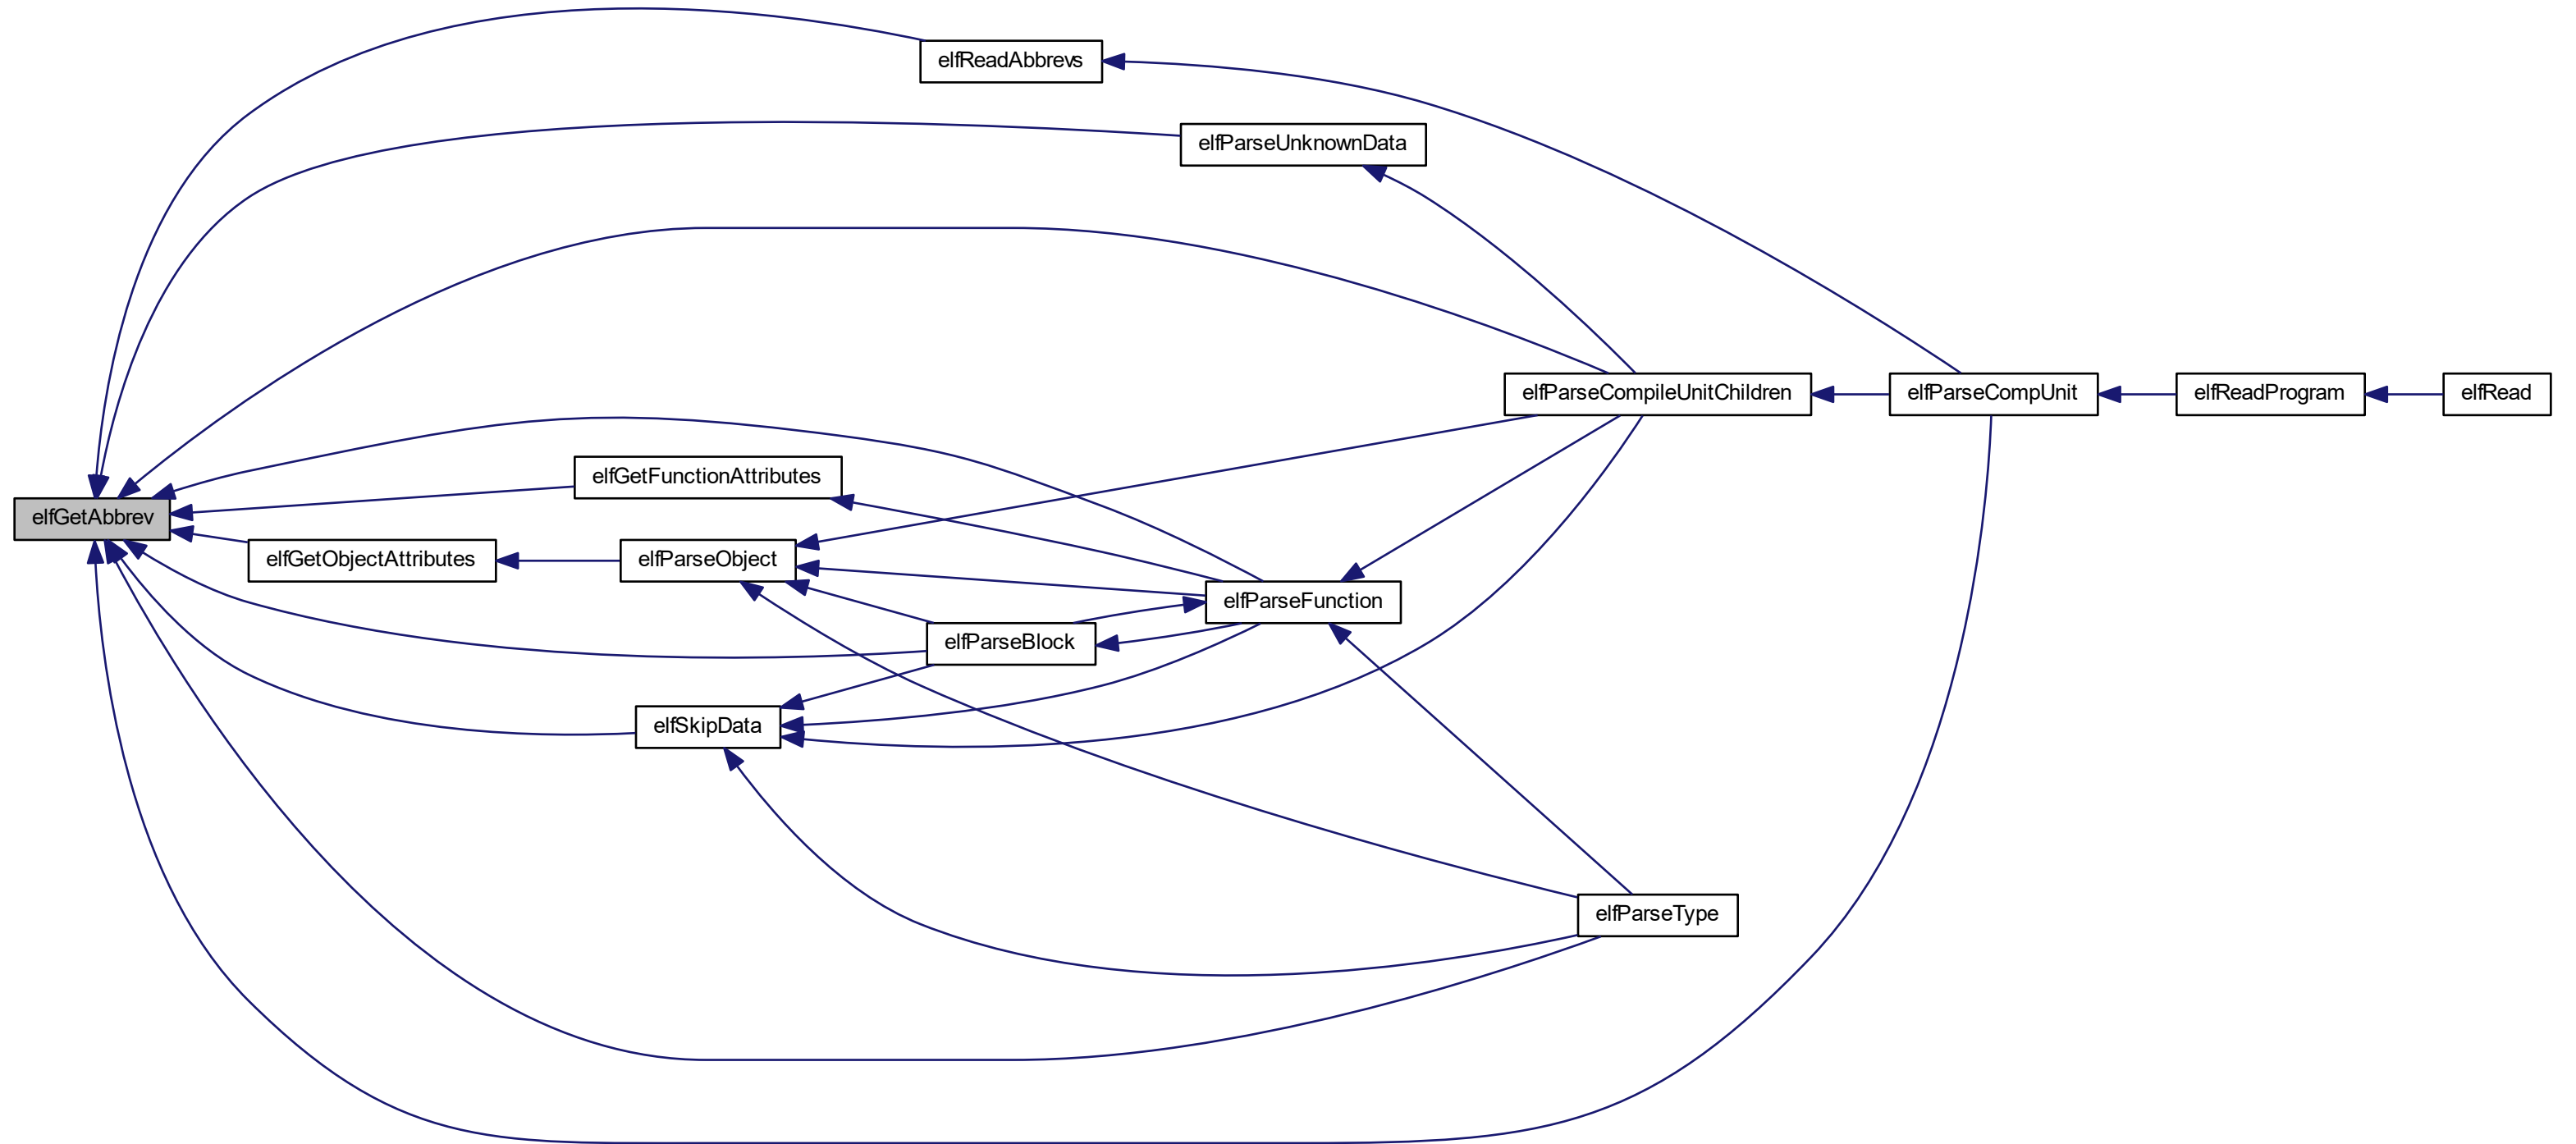 elfReadAbbrevs
elfParseUnknownData
elfParseCompileUnitChildren
elfParseCompUnit
elfReadProgram
elfRead
elfGetFunctionAttributes
elfGetAbbrev
elfGetObjectAttributes
elfParseObject
elfParseFunction
elfParseBlock
elfSkipData
elfParseType